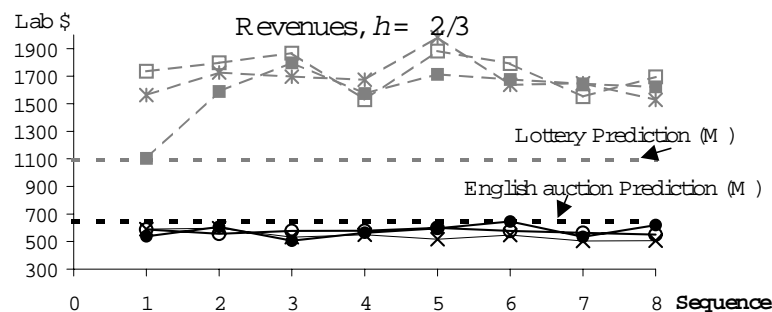 Lab $
Revenues, h = 2/3
1900
1700
1500
1300
1100
900
700
500
300
Lottery Prediction (M)
English auction Prediction (M)
0 1 2 3 4 5 6 7 8 Sequence